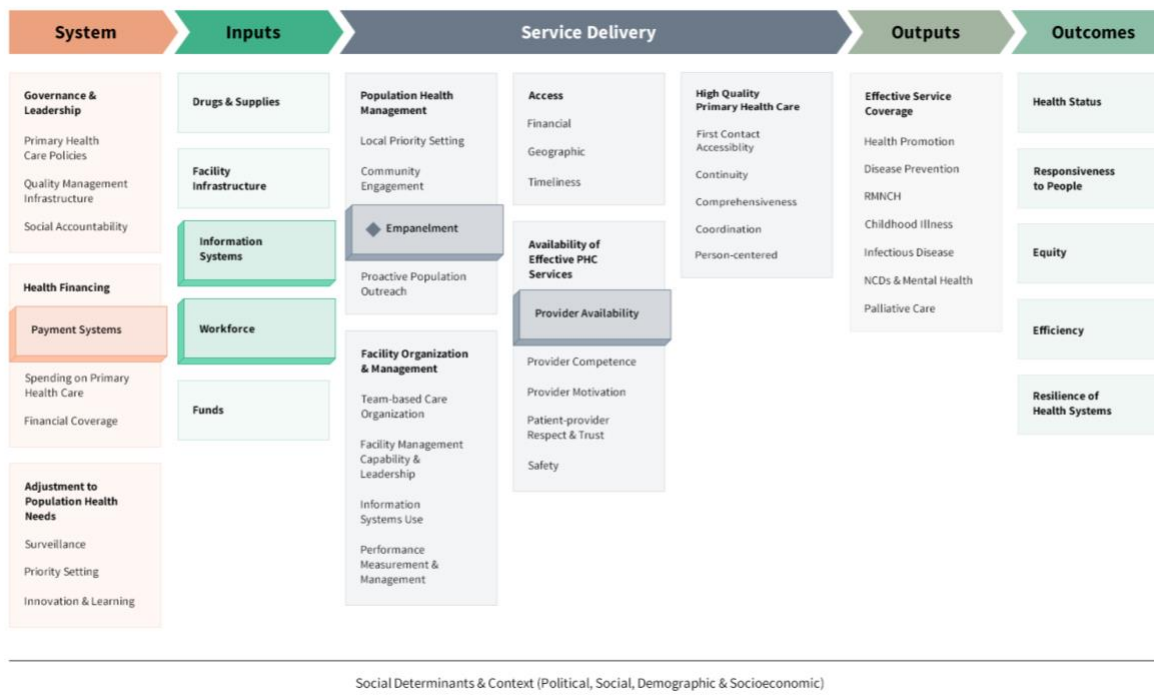 System
Inputs
Service Delivery
Outputs
Outcomes
Governance &
Leadership
Primary Health
Care Policies
Quality Management
Infrastructure
Social Accountability
Health Financing
Payment Systems
Spending on Primary
Health Care
Financial Coverage
Adjustment to
Population Health
Needs
Surveillance
Priority Setting
Innovation & Learning
Drugs & Supplies
Facility
Infrastructure
Information
Systems
Workforce
Funds
Population Health
Management
Local Priority Setting
Community
Engagement
Empanelment
Proactive Population
Outreach
Facility Organization
& Management
Team-based Care
Organization
Facility Management
Capability &
Leadership
Information
Systems Use
Performance
Measurement &
Management
Access
Financial
Geographic
Timeliness
Availability of
Effective PHC
Services
Provider Availability
Provider Competence
Provider Motivation
Patient-provider
Respect & Trust
Safety
High Quality
Primary Health Care
First Contact
Accessiblity
Continuity
Comprehensiveness
Coordination
Person-centered
Effective Service
Coverage
Health Promotion
Disease Prevention
RMNCH
Childhood Illness
Infectious Disease
NCDs & Mental Health
Palliative Care
Health Status
Responsiveness
to People
Equity
Efficiency
Resilience of
Health Systems
Social Determinants & Context (Political, Social, Demographic & Socioeconomic)